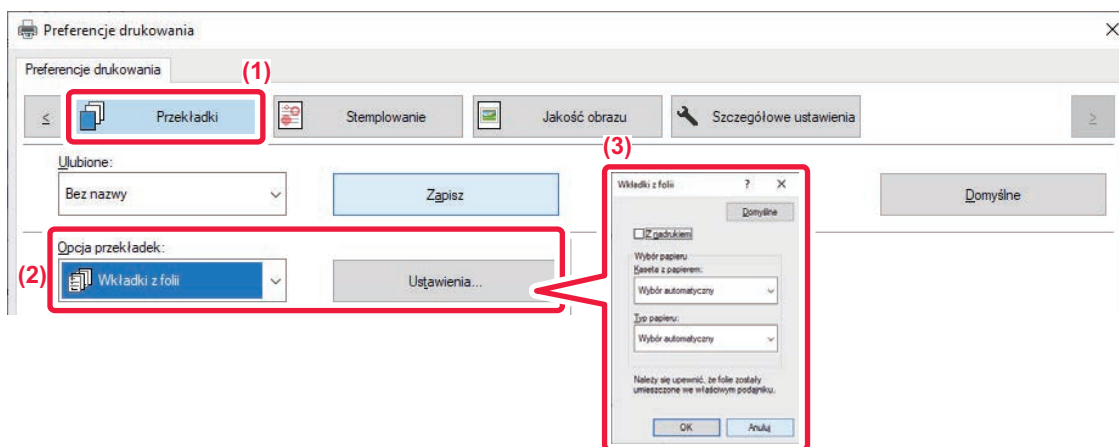 Preferencje drukowania
Preferencje drukowania
(1)
< Przekładki Stemplowanie Jakość obrazu Szczegółowe ustawienia >
(3)
Ulubione:
Bez nazwy Zapisz Domyślne
Opcja przekładek:
(2) Wkładki z folii Ustawienia...
Wkładki z folii ? X
Domyślne
Z nadrukiem
Wybór papieru
Kaseta z papierem:
Wybór automatyczny
Typ papieru:
Wybór automatyczny
Należy się upewnić, że folie zostały
umieszczone we właściwym podajniku.
OK Anuluj